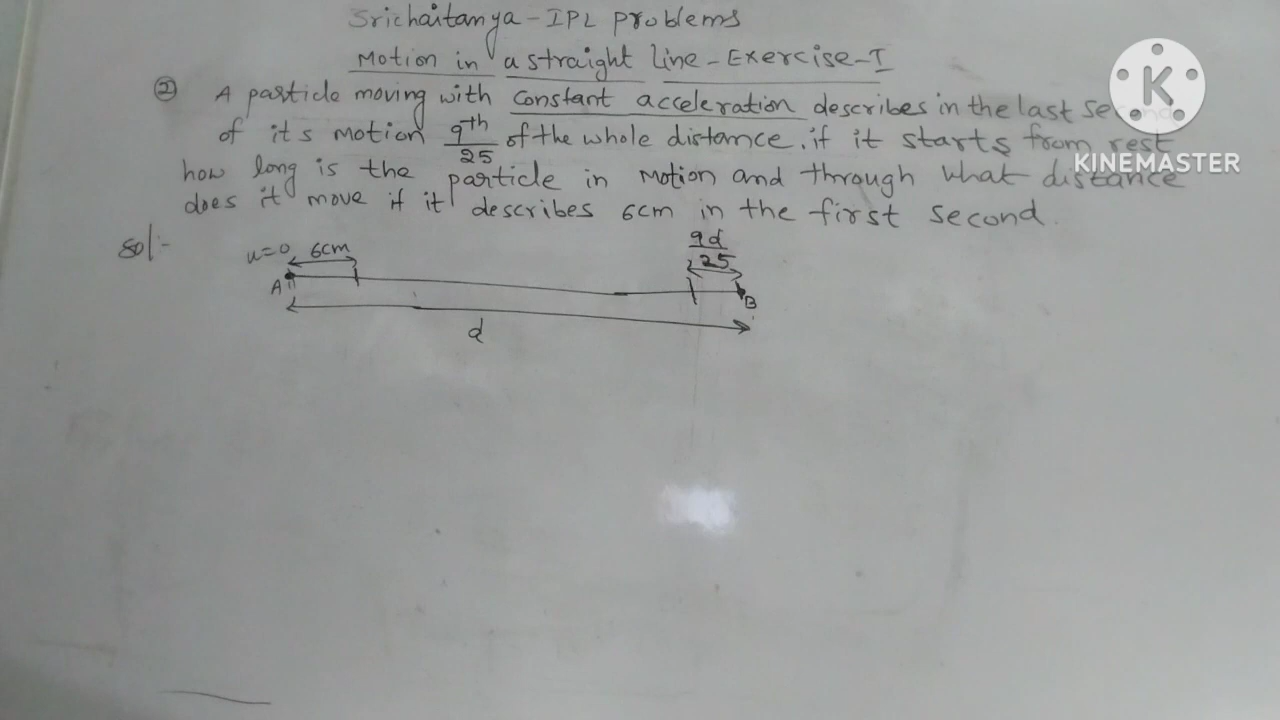 Srichaitanya - IPL problems
Motion in a straight line - Exercise - I
② A particle moving with constant acceleration describes in the last
of its motion 9th/25 of the whole distance. if it starts from rest
how long is the particle in motion and through what distance
does it move if it describes 6cm in the first second.
Sol:-
u=0 6cm 9d/25
A B
d
K
KINEMASTER